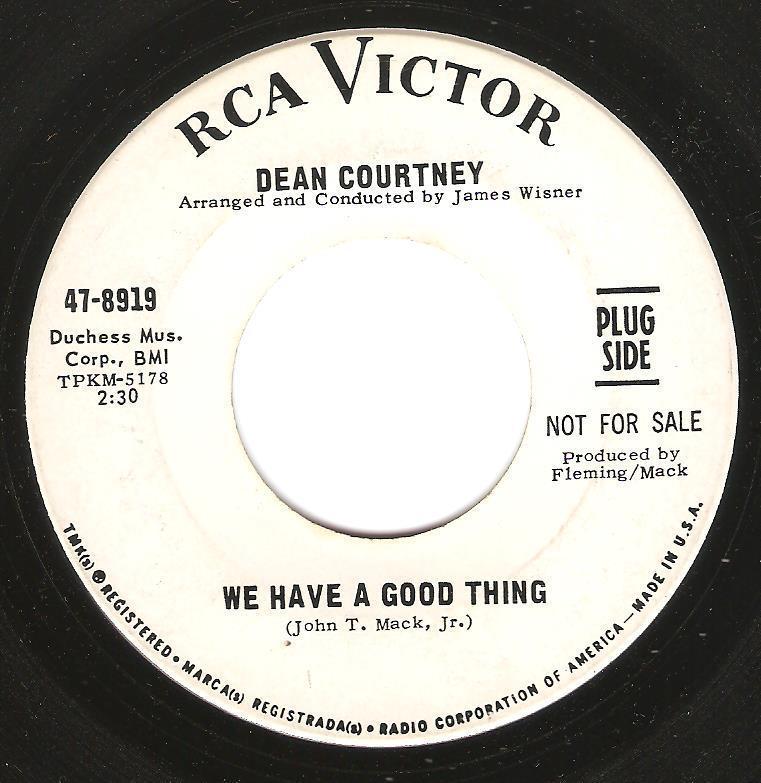 RCA VICTOR
DEAN COURTNEY
Arranged and Conducted by James Wisner
47-8919
Duchess Mus.
Corp., BMI
TPKM-5178
2:30
PLUG
SIDE
NOT FOR SALE
Produced by
Fleming/Mack
WE HAVE A GOOD THING
(John T. Mack, Jr.)
TMK(s) ® REGISTERED • MARCA(s) REGISTRADA(s) • RADIO CORPORATION OF AMERICA — MADE IN U.S.A.